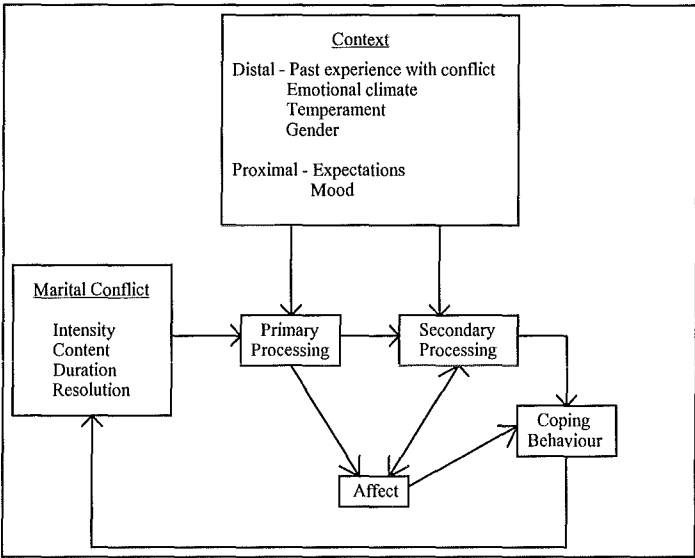 Context
Distal - Past experience with conflict
Emotional climate
Temperament
Gender
Proximal - Expectations
Mood
Marital Conflict
Intensity
Content
Duration
Resolution
Primary
Processing
Secondary
Processing
Coping
Behaviour
Affect